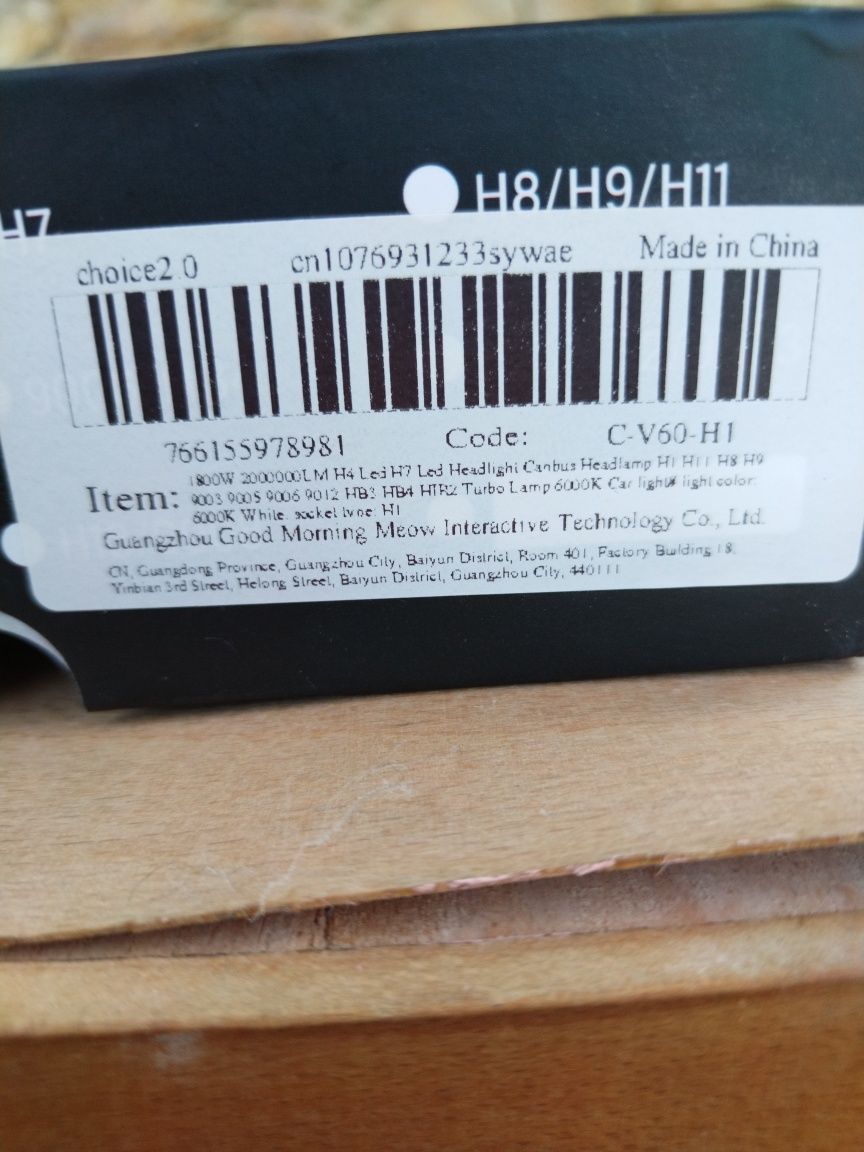 H7
H8/H9/H11
choice2.0 cn1076931233sywae Made in China
766155978981 Code: C-V60-H1
Item: 1800W 2000000LM H4 Led H7 Led Headlight Canbus Headlamp H1 H11 H8 H9
9003 9005 9006 9012 HB3 HB4 HIR2 Turbo Lamp 6000K Car light# light color:
6000K White, socket type: H1
Guangzhou Good Morning Meow Interactive Technology Co., Ltd.
CN, Guangdong Province, Guangzhou City, Baiyun District, Room 401, Factory Building 18,
Yinbian 3rd Street, Helong Street, Baiyun District, Guangzhou City, 440111